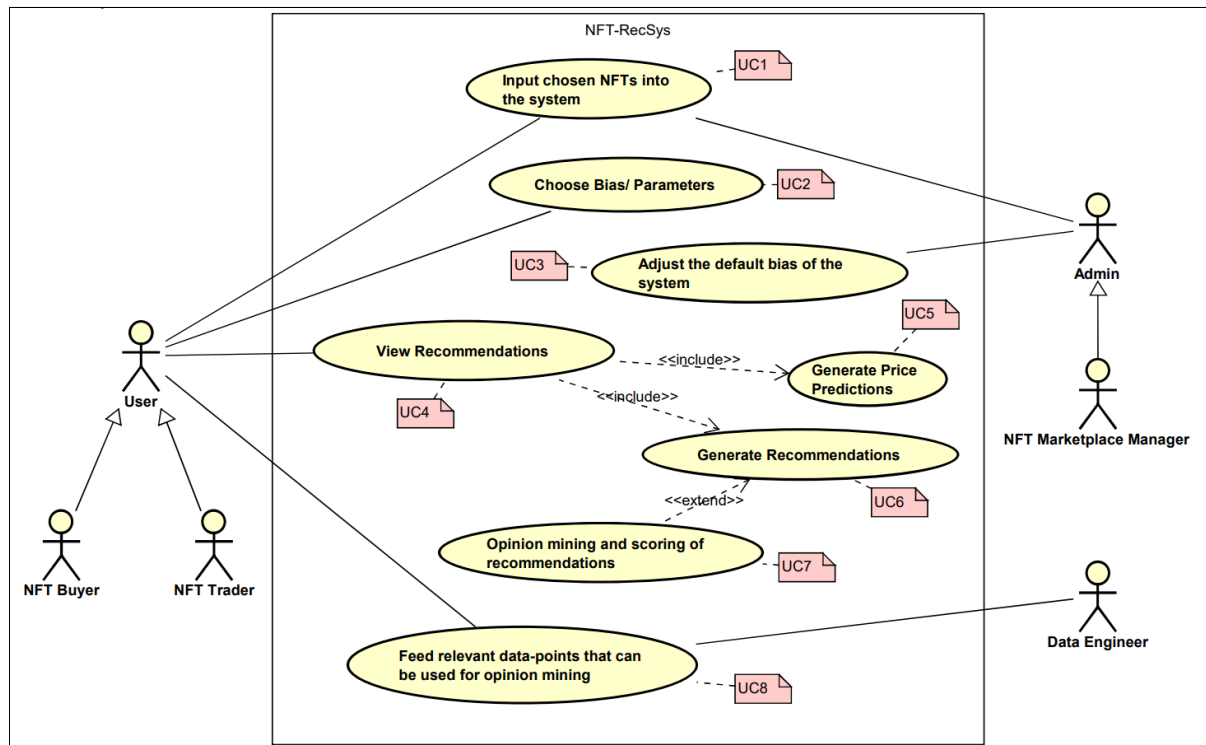 NFT-RecSys
UC1
Input chosen NFTs into
the system
Choose Bias/ Parameters
UC2
UC3
Adjust the default bias of the
system
Admin
UC5
View Recommendations
<<include>>
Generate Price
Predictions
User
UC4
<<include>>
NFT Marketplace Manager
Generate Recommendations
<<extend>>
UC6
Opinion mining and scoring of
recommendations
UC7
NFT Buyer
NFT Trader
Data Engineer
Feed relevant data-points that can
be used for opinion mining
UC8